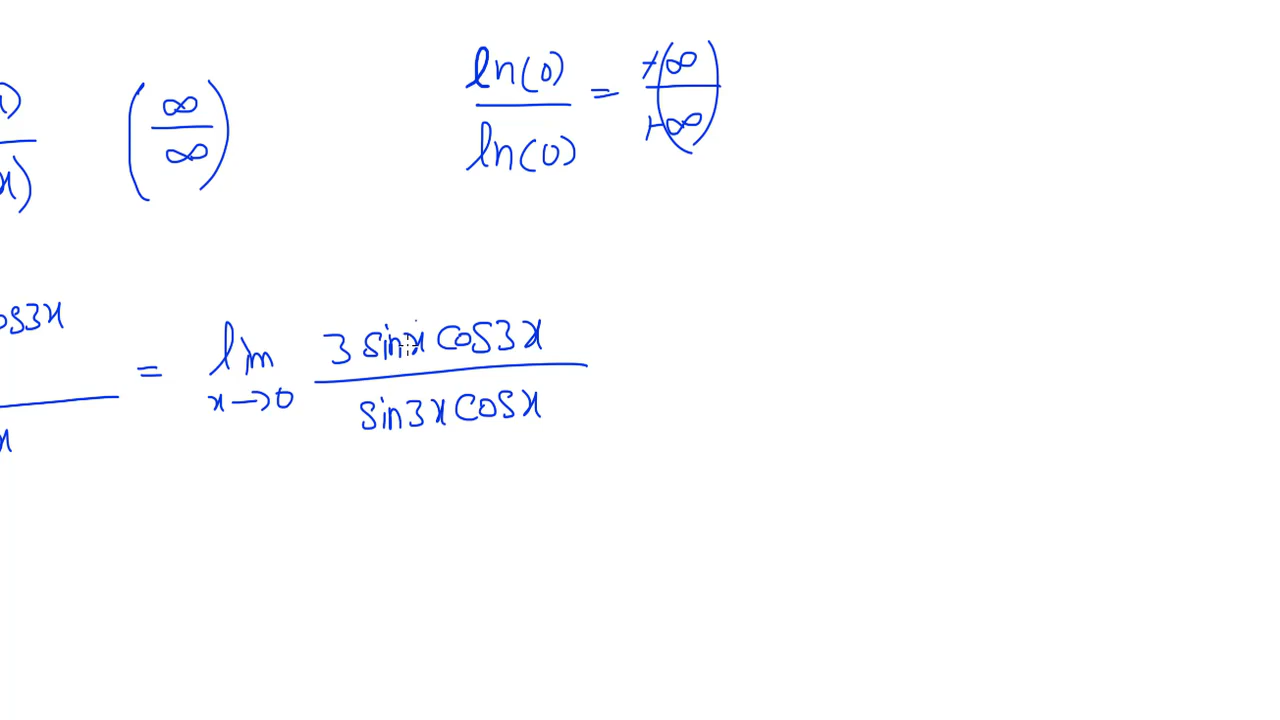 (∞/∞) ln(0)/ln(0) = +(∞/+∞)
os3x / x = lim x→0 3 sinx cos3x / sin3x cosx